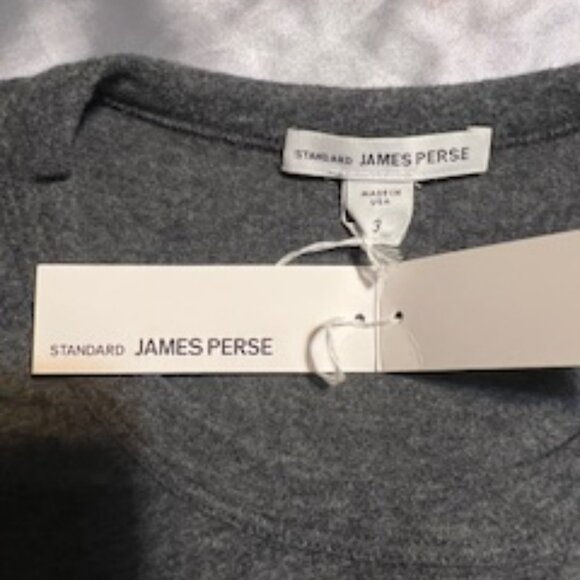 STANDARD JAMES PERSE
MADE IN
USA
3
STANDARD JAMES PERSE